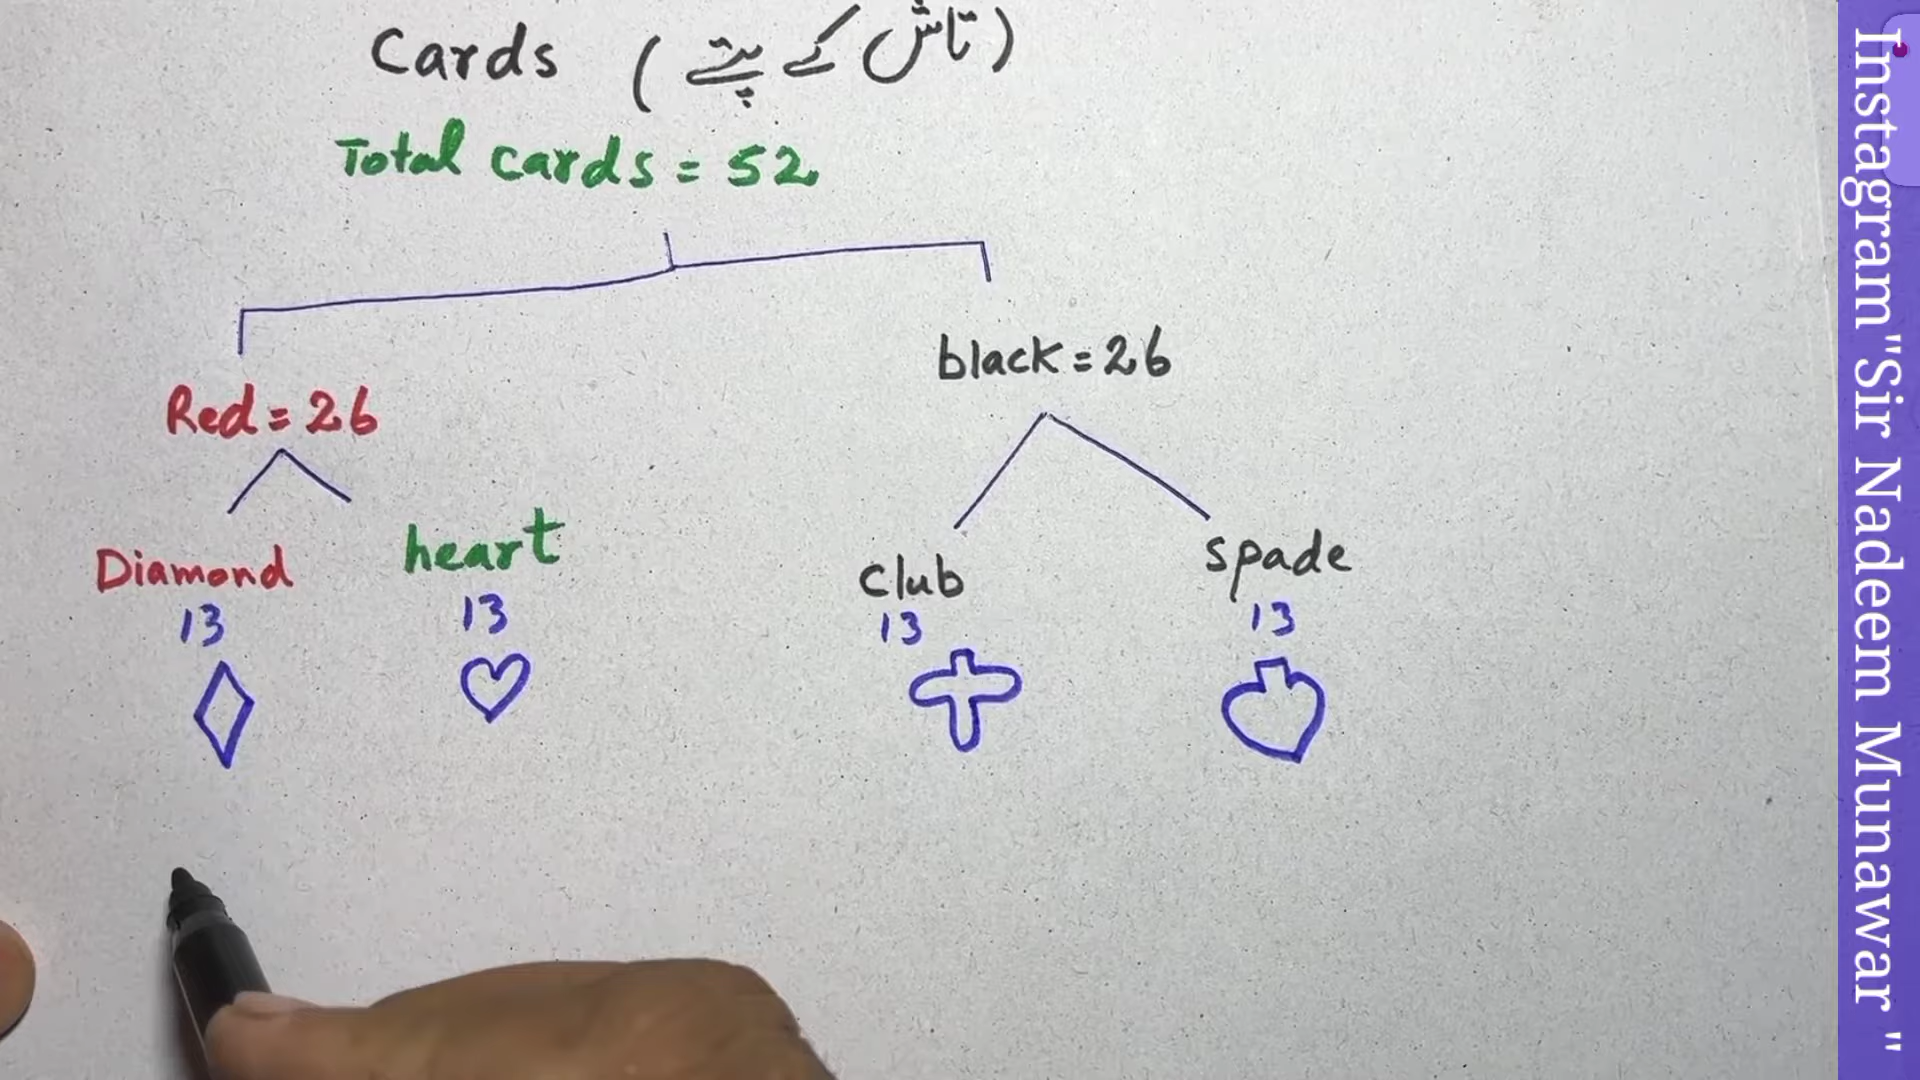 Cards (تاش کے پتے)
Total cards = 52
Red = 26
black = 26
Diamond
13
heart
13
club
13
spade
13
Instagram"Sir Nadeem Munawar"